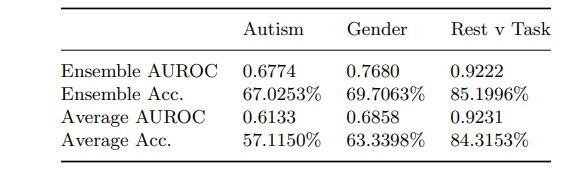 Autism Gender Rest v Task
Ensemble AUROC 0.6774 0.7680 0.9222
Ensemble Acc. 67.0253% 69.7063% 85.1996%
Average AUROC 0.6133 0.6858 0.9231
Average Acc. 57.1150% 63.3398% 84.3153%